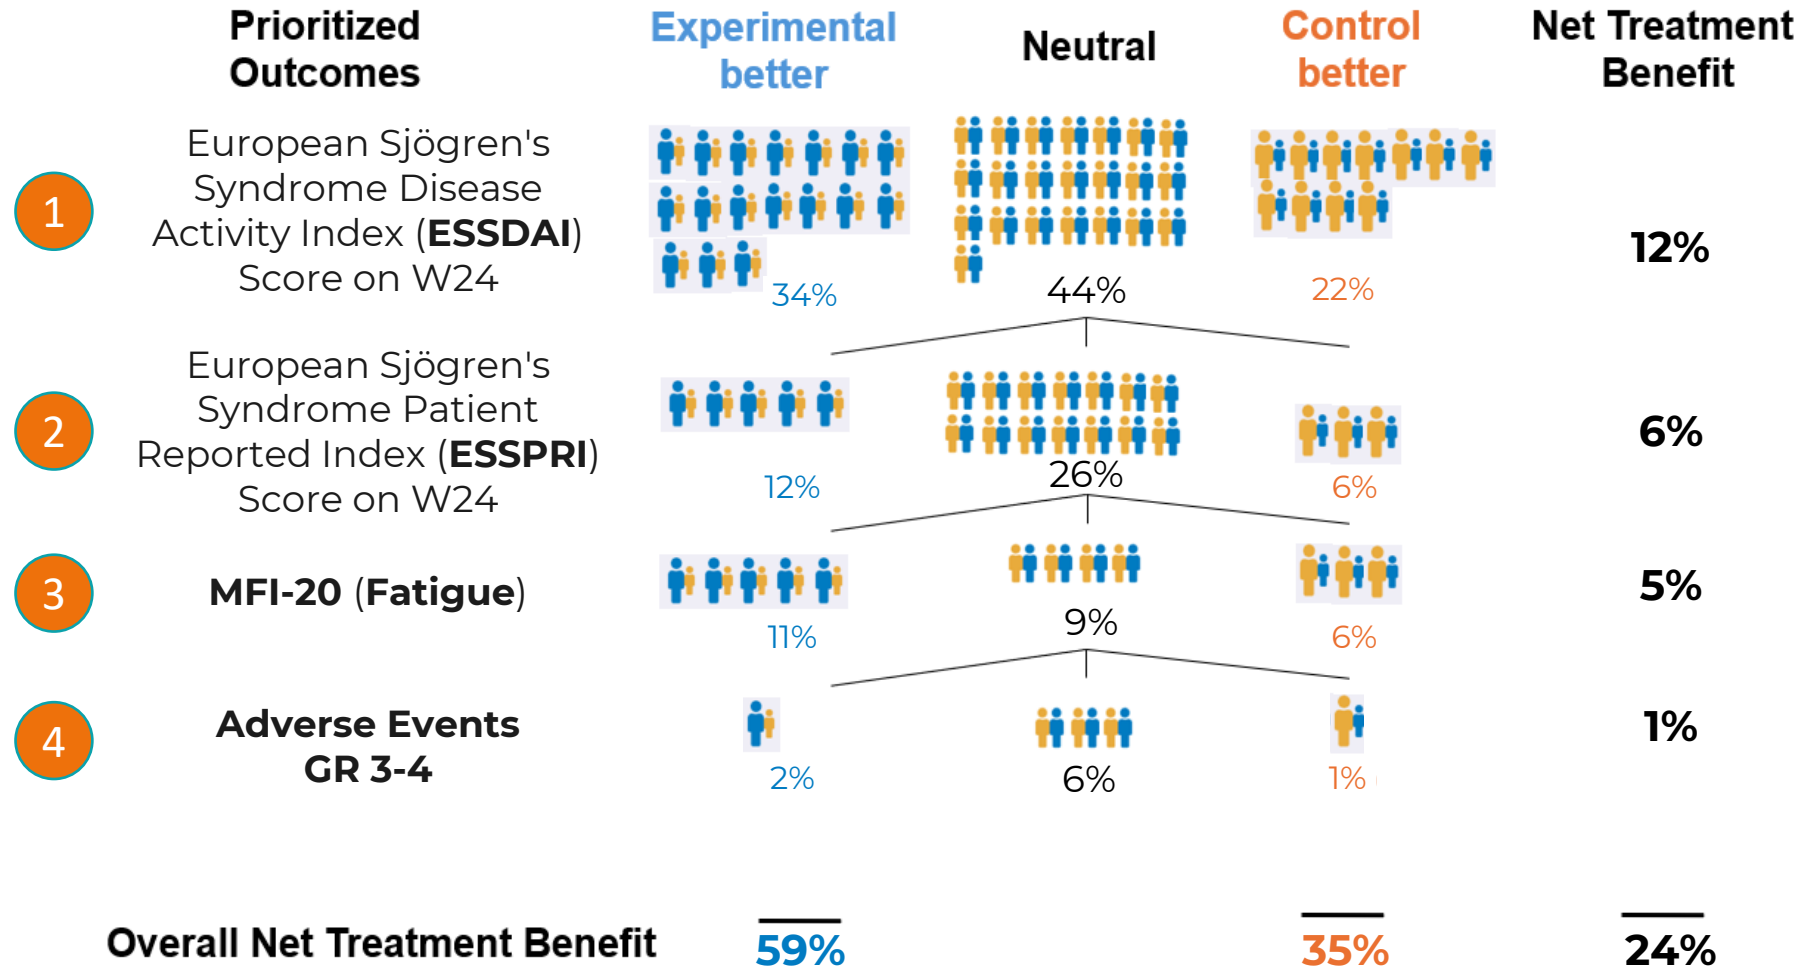 Prioritized
Outcomes
Experimental
better
Neutral
Control
better
Net Treatment
Benefit
1
European Sjögren's
Syndrome Disease
Activity Index (ESSDAI)
Score on W24
34%
44%
22%
12%
2
European Sjögren's
Syndrome Patient
Reported Index (ESSPRI)
Score on W24
12%
26%
6%
6%
3
MFI-20 (Fatigue)
11%
9%
6%
5%
4
Adverse Events
GR 3-4
2%
6%
1%
1%
Overall Net Treatment Benefit
59%
35%
24%